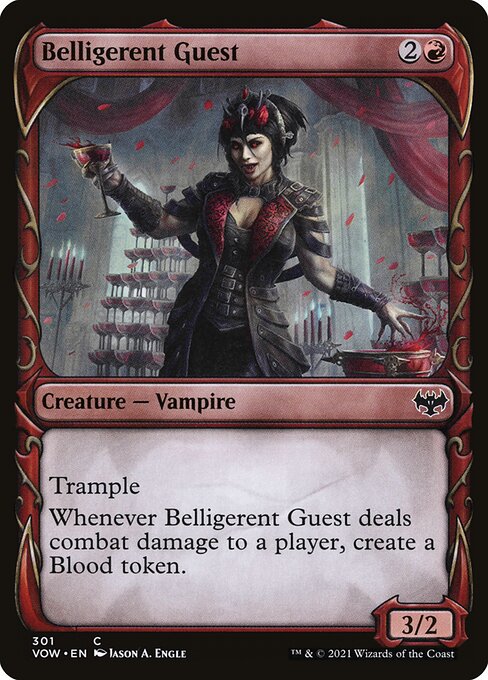 Belligerent Guest 2
Creature — Vampire
Trample
Whenever Belligerent Guest deals
combat damage to a player, create a
Blood token.
3/2
301 C
VOW • EN Jason A. Engle
™ & © 2021 Wizards of the Coast